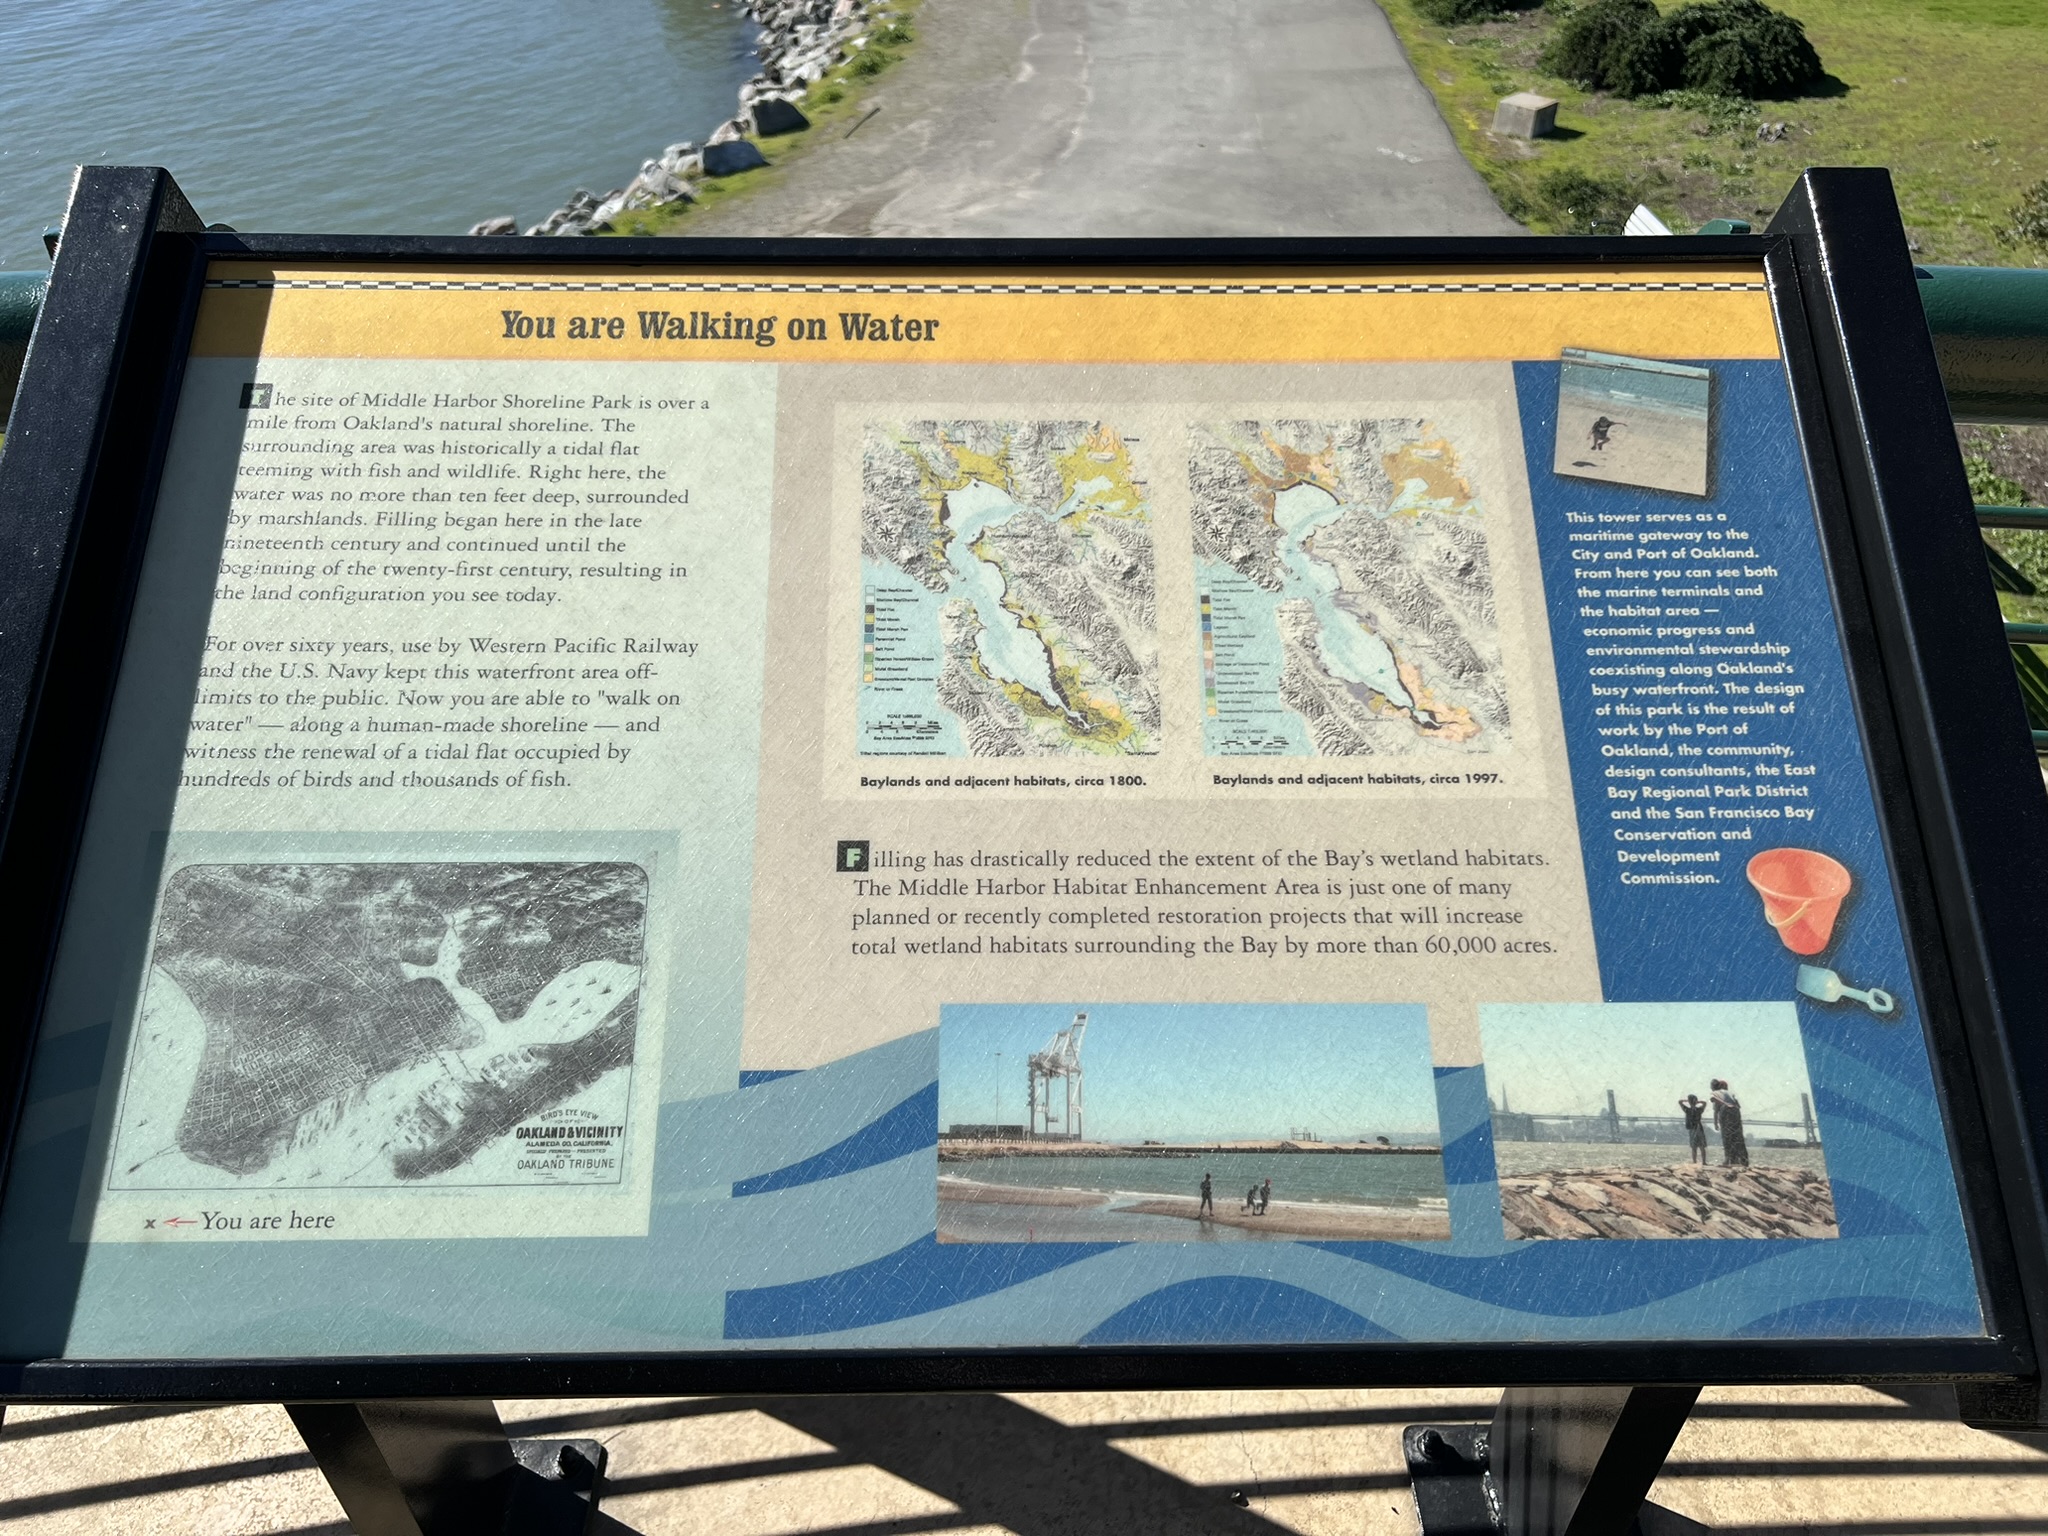 You are Walking on Water
The site of Middle Harbor Shoreline Park is over a
mile from Oakland's natural shoreline. The
surrounding area was historically a tidal flat
teeming with fish and wildlife. Right here, the
water was no more than ten feet deep, surrounded
by marshlands. Filling began here in the late
nineteenth century and continued until the
beginning of the twenty-first century, resulting in
the land configuration you see today.
For over sixty years, use by Western Pacific Railway
and the U.S. Navy kept this waterfront area off-
limits to the public. Now you are able to "walk on
water" — along a human-made shoreline — and
witness the renewal of a tidal flat occupied by
hundreds of birds and thousands of fish.
BIRD'S EYE VIEW
OAKLAND & VICINITY
ALAMEDA CO. CALIFORNIA.
OAKLAND TRIBUNE
x You are here
Baylands and adjacent habitats, circa 1800.
Baylands and adjacent habitats, circa 1997.
Filling has drastically reduced the extent of the Bay's wetland habitats.
The Middle Harbor Habitat Enhancement Area is just one of many
planned or recently completed restoration projects that will increase
total wetland habitats surrounding the Bay by more than 60,000 acres.
This tower serves as a
maritime gateway to the
City and Port of Oakland.
From here you can see both
the marine terminals and
the habitat area —
economic progress and
environmental stewardship
coexisting along Oakland's
busy waterfront. The design
of this park is the result of
work by the Port of
Oakland, the community,
design consultants, the East
Bay Regional Park District
and the San Francisco Bay
Conservation and
Development
Commission.